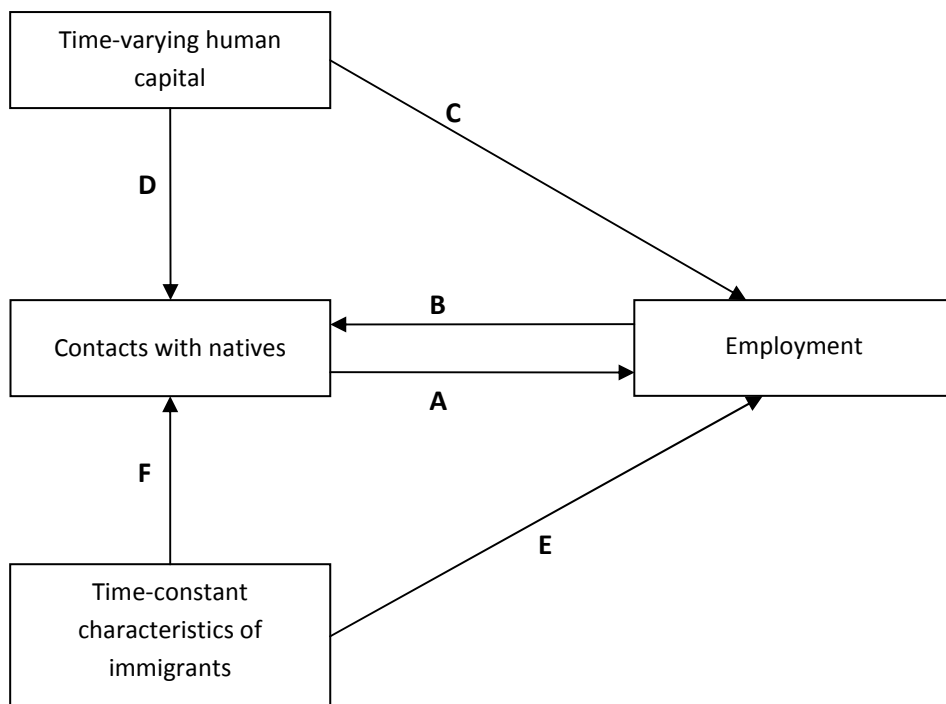 Time-varying human
capital
C
D
B
Contacts with natives
Employment
A
F
E
Time-constant
characteristics of
immigrants